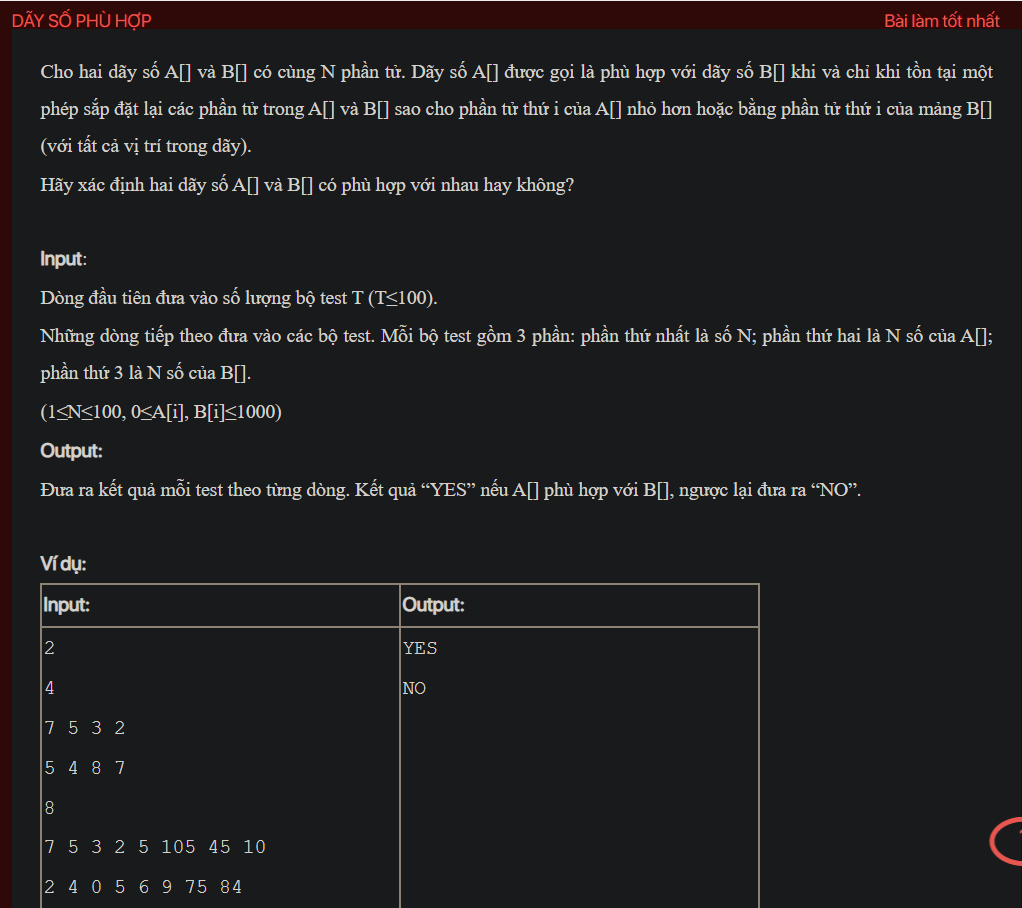 DÃY SỐ PHÙ HỢP
Bài làm tốt nhất
Cho hai dãy số A[] và B[] có cùng N phần tử. Dãy số A[] được gọi là phù hợp với dãy số B[] khi và chỉ khi tồn tại một
phép sắp đặt lại các phần tử trong A[] và B[] sao cho phần tử thứ i của A[] nhỏ hơn hoặc bằng phần tử thứ i của mảng B[]
(với tất cả vị trí trong dãy).
Hãy xác định hai dãy số A[] và B[] có phù hợp với nhau hay không?
Input:
Dòng đầu tiên đưa vào số lượng bộ test T (T≤100).
Những dòng tiếp theo đưa vào các bộ test. Mỗi bộ test gồm 3 phần: phần thứ nhất là số N; phần thứ hai là N số của A[];
phần thứ 3 là N số của B[].
(1≤N≤100, 0≤A[i], B[i]≤1000)
Output:
Đưa ra kết quả mỗi test theo từng dòng. Kết quả “YES” nếu A[] phù hợp với B[], ngược lại đưa ra “NO”.
Ví dụ:
Input:
Output:
2
4
7 5 3 2
5 4 8 7
8
7 5 3 2 5 105 45 10
2 4 0 5 6 9 75 84
YES
NO